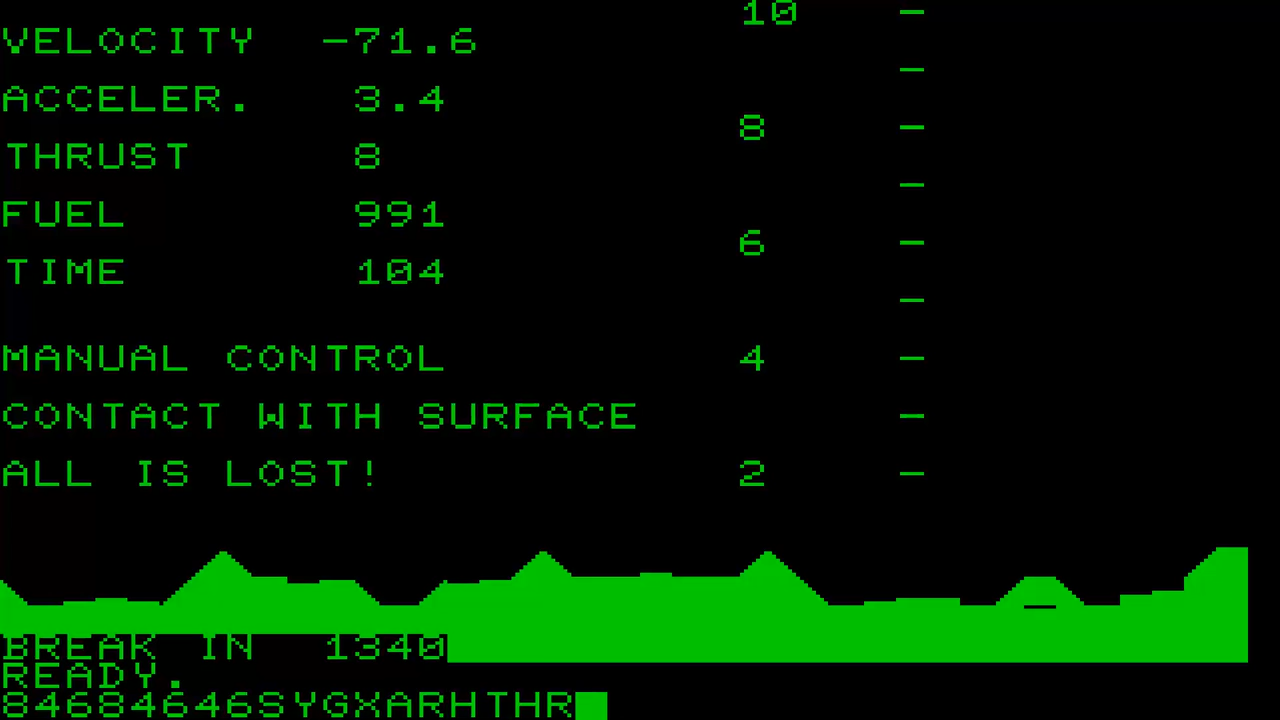 10
VELOCITY -71.6
ACCELER. 3.4
8
THRUST 8
FUEL 991
6
TIME 104
MANUAL CONTROL 4
CONTACT WITH SURFACE
ALL IS LOST! 2
BREAK IN 1340
READY.
84684646SYGXARHTHR